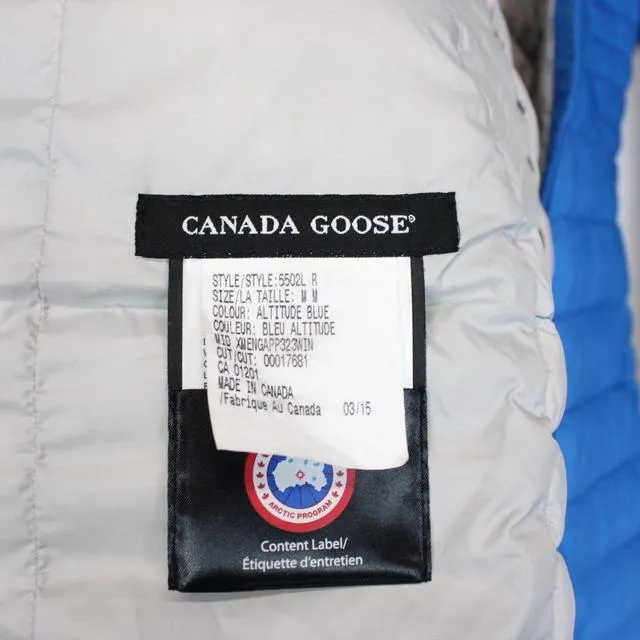 CANADA GOOSE®
STYLE/STYLE:5502L R
SIZE/LA TAILLE: M M
COLOUR: ALTITUDE BLUE
COULEUR: BLEU ALTITUDE
MID XMENGAPP323MIN
CUT/CUT: 00017681
CA 01201
MADE IN CANADA
/Fabrique Au Canada 03/15
ARCTIC PROGRAM
Content Label/
Étiquette d'entretien